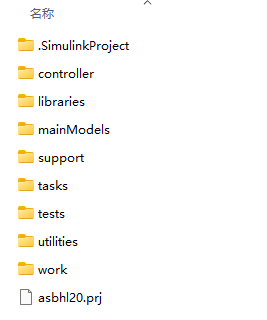 名称
.SimulinkProject
controller
libraries
mainModels
support
tasks
tests
utilities
work
asbhl20.prj